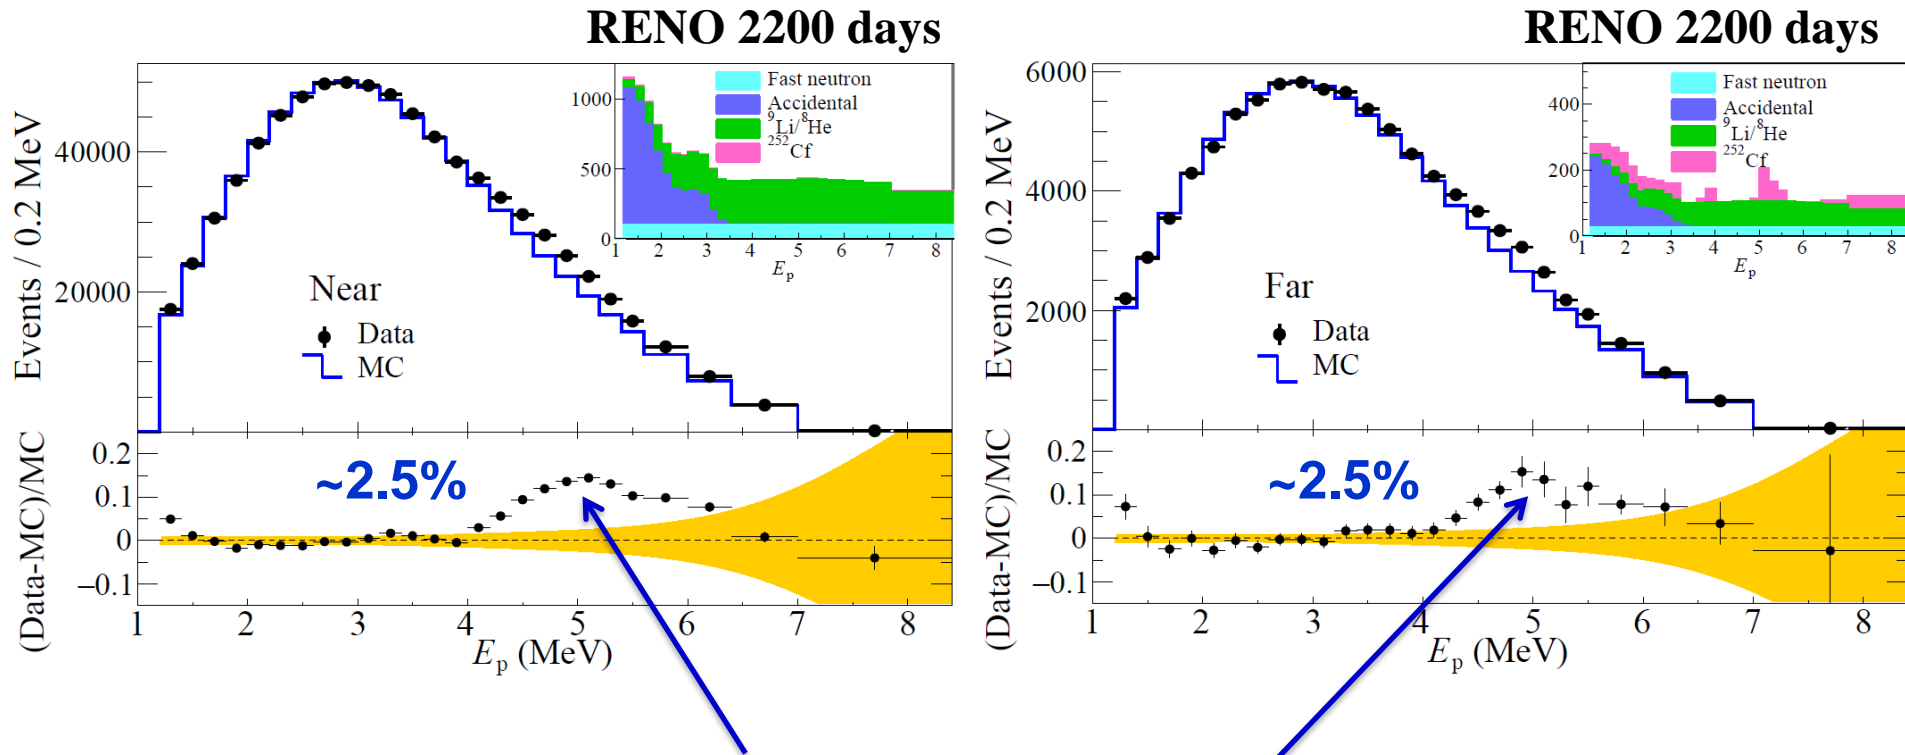 RENO 2200 days
Events / 0.2 MeV
40000
20000
Near
Data
MC
1000
500
0
Fast neutron
Accidental
⁹Li/⁸He
²⁵²Cf
2 3 4 5 6 7 8
Eₚ
(Data-MC)/MC
0.2
0.1
0
−0.1
~2.5%
1 2 3 4 5 6 7 8
Eₚ (MeV)
RENO 2200 days
Events / 0.2 MeV
6000
4000
2000
Far
Data
MC
400
200
0
Fast neutron
Accidental
⁹Li/⁸He
²⁵²Cf
1 2 3 4 5 6 7 8
Eₚ
(Data-MC)/MC
0.2
0.1
0
−0.1
~2.5%
1 2 3 4 5 6 7 8
Eₚ (MeV)